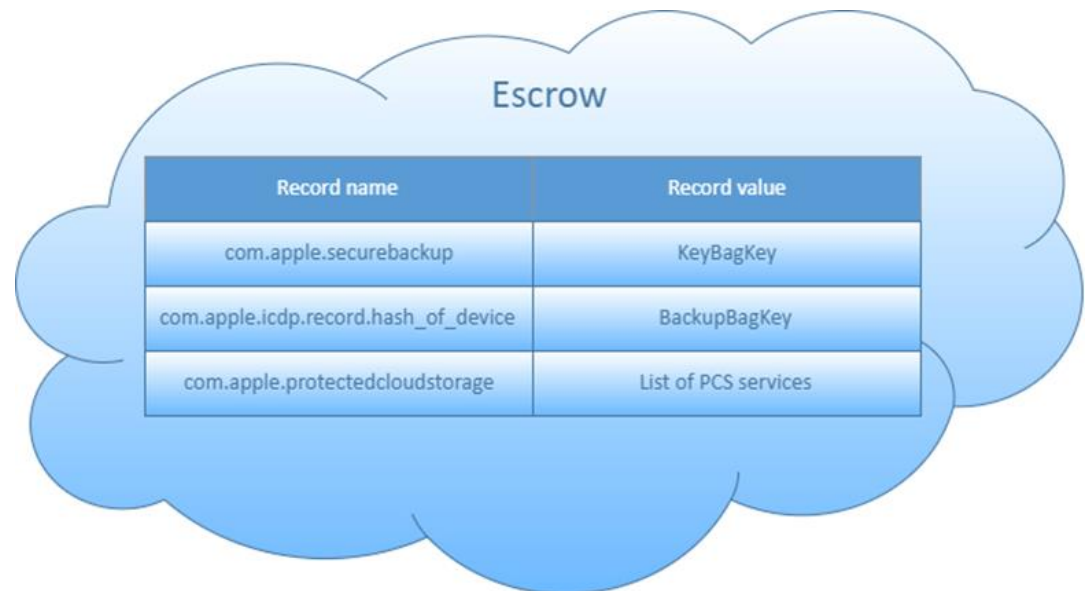 Escrow
Record name Record value
com.apple.securebackup KeyBagKey
com.apple.icdp.record.hash_of_device BackupBagKey
com.apple.protectedcloudstorage List of PCS services